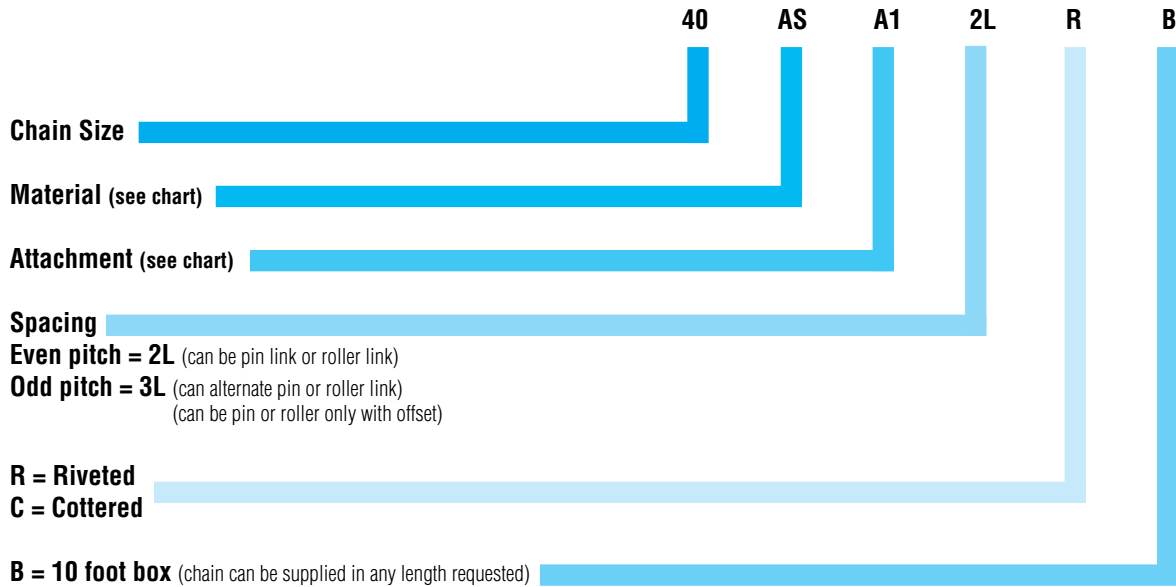 40 AS A1 2L R B
Chain Size
Material (see chart)
Attachment (see chart)
Spacing
Even pitch = 2L (can be pin link or roller link)
Odd pitch = 3L (can alternate pin or roller link)
(can be pin or roller only with offset)
R = Riveted
C = Cottered
B = 10 foot box (chain can be supplied in any length requested)